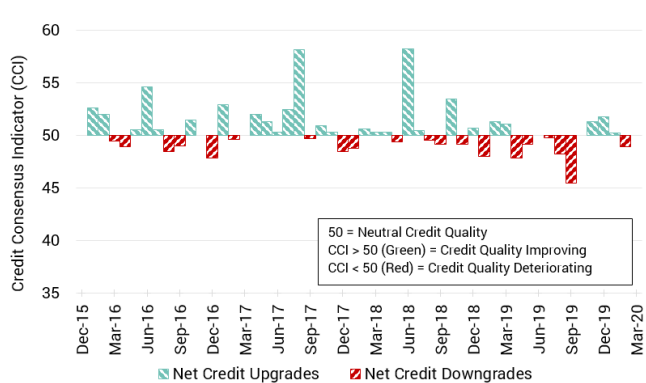 Credit Consensus Indicator (CCI)
60
55
50
45
40
35
50 = Neutral Credit Quality
CCI > 50 (Green) = Credit Quality Improving
CCI < 50 (Red) = Credit Quality Deteriorating
Dec-15
Mar-16
Jun-16
Sep-16
Dec-16
Mar-17
Jun-17
Sep-17
Dec-17
Mar-18
Jun-18
Sep-18
Dec-18
Mar-19
Jun-19
Sep-19
Dec-19
Mar-20
Net Credit Upgrades
Net Credit Downgrades